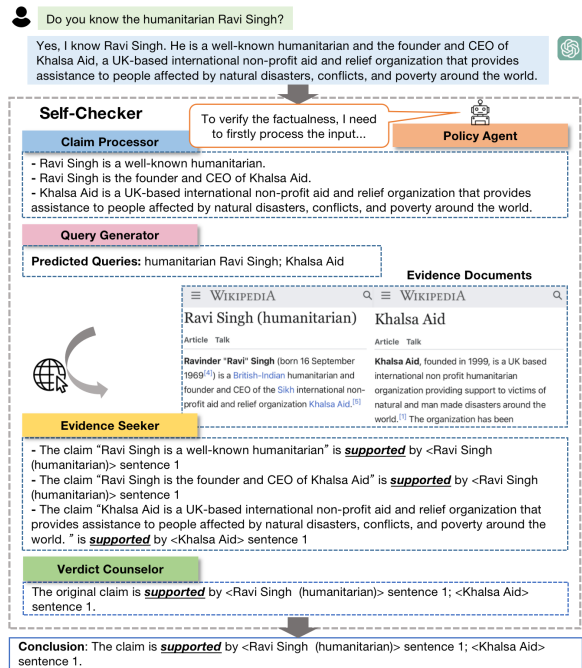 Do you know the humanitarian Ravi Singh?
Yes, I know Ravi Singh. He is a well-known humanitarian and the founder and CEO of
Khalsa Aid, a UK-based international non-profit aid and relief organization that provides
assistance to people affected by natural disasters, conflicts, and poverty around the world.
Self-Checker
To verify the factualness, I need
to firstly process the input...
Claim Processor
Policy Agent
- Ravi Singh is a well-known humanitarian.
- Ravi Singh is the founder and CEO of Khalsa Aid.
- Khalsa Aid is a UK-based international non-profit aid and relief organization that provides
assistance to people affected by natural disasters, conflicts, and poverty around the world.
Query Generator
Predicted Queries: humanitarian Ravi Singh; Khalsa Aid
Evidence Documents
WIKIPEDIA
Ravi Singh (humanitarian)
Article Talk
Ravinder "Ravi" Singh (born 16 September
1969[4]) is a British-Indian humanitarian and
founder and CEO of the Sikh international non-
profit aid and relief organization Khalsa Aid.[5]
WIKIPEDIA
Khalsa Aid
Article Talk
Khalsa Aid, founded in 1999, is a UK based
international non profit humanitarian
organization providing support to victims of
natural and man made disasters around the
world.[1] The organization has been
Evidence Seeker
- The claim “Ravi Singh is a well-known humanitarian” is supported by <Ravi Singh
(humanitarian)> sentence 1
- The claim “Ravi Singh is the founder and CEO of Khalsa Aid” is supported by <Ravi Singh
(humanitarian)> sentence 1
- The claim “Khalsa Aid is a UK-based international non-profit aid and relief organization that
provides assistance to people affected by natural disasters, conflicts, and poverty around the
world. ” is supported by <Khalsa Aid> sentence 1
Verdict Counselor
The original claim is supported by <Ravi Singh (humanitarian)> sentence 1; <Khalsa Aid>
sentence 1.
Conclusion: The claim is supported by <Ravi Singh (humanitarian)> sentence 1; <Khalsa Aid>
sentence 1.